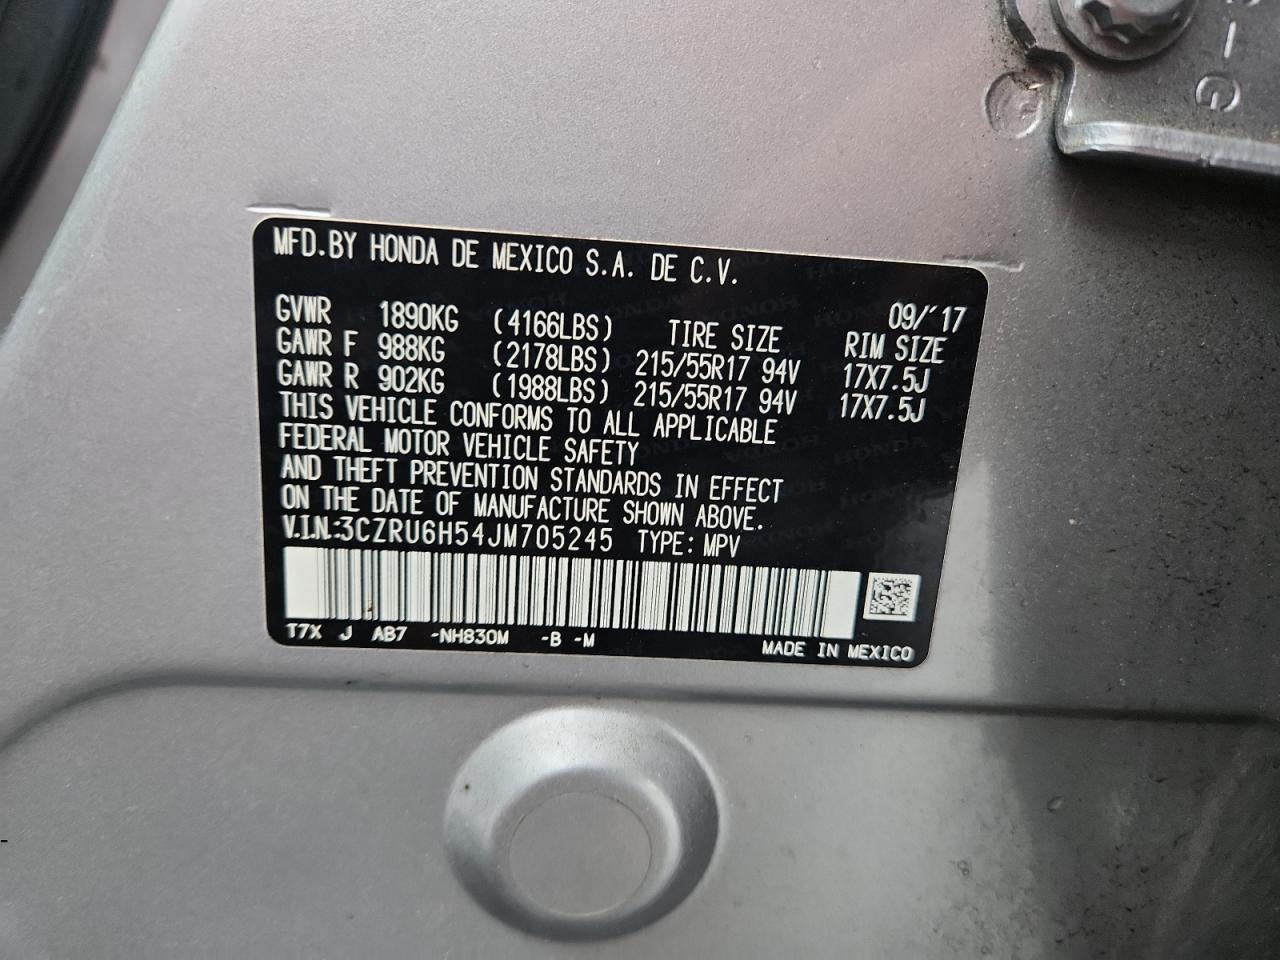 MFD.BY HONDA DE MEXICO S.A. DE C.V.
09/'17
GVWR 1890KG (4166LBS) TIRE SIZE RIM SIZE
GAWR F 988KG (2178LBS) 215/55R17 94V 17X7.5J
GAWR R 902KG (1988LBS) 215/55R17 94V 17X7.5J
THIS VEHICLE CONFORMS TO ALL APPLICABLE
FEDERAL MOTOR VEHICLE SAFETY
AND THEFT PREVENTION STANDARDS IN EFFECT
ON THE DATE OF MANUFACTURE SHOWN ABOVE.
V.I.N.:3CZRU6H54JM705245 TYPE: MPV
T7X J AB7 -NH830M -B -M
MADE IN MEXICO